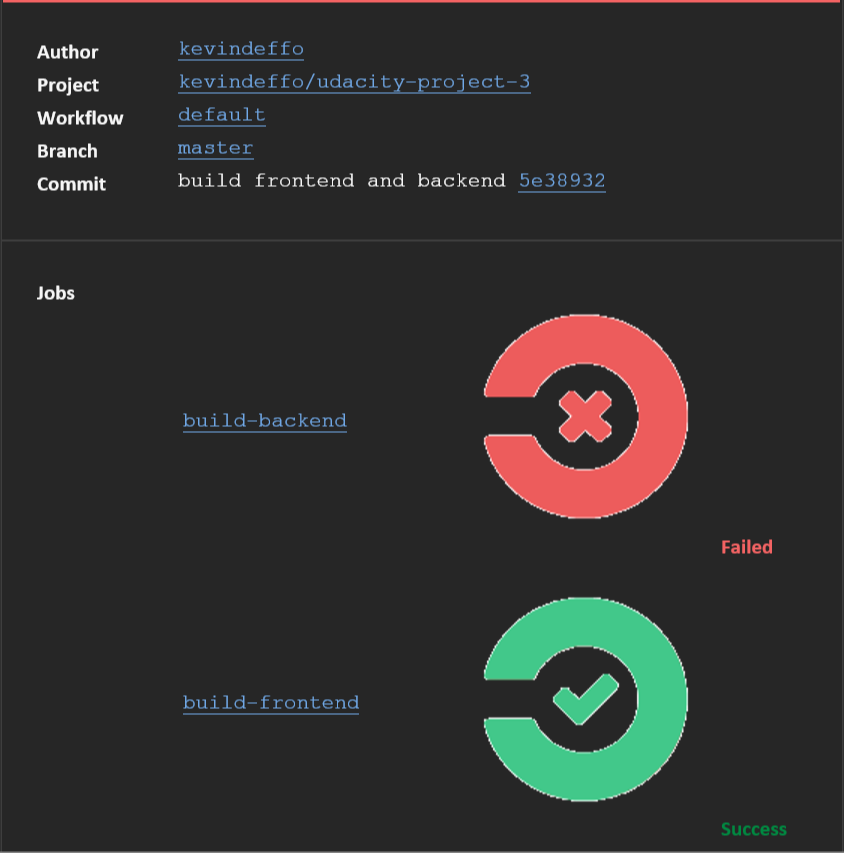 Author kevindeffo
Project kevindeffo/udacity-project-3
Workflow default
Branch master
Commit build frontend and backend 5e38932
Jobs
build-backend
Failed
build-frontend
Success